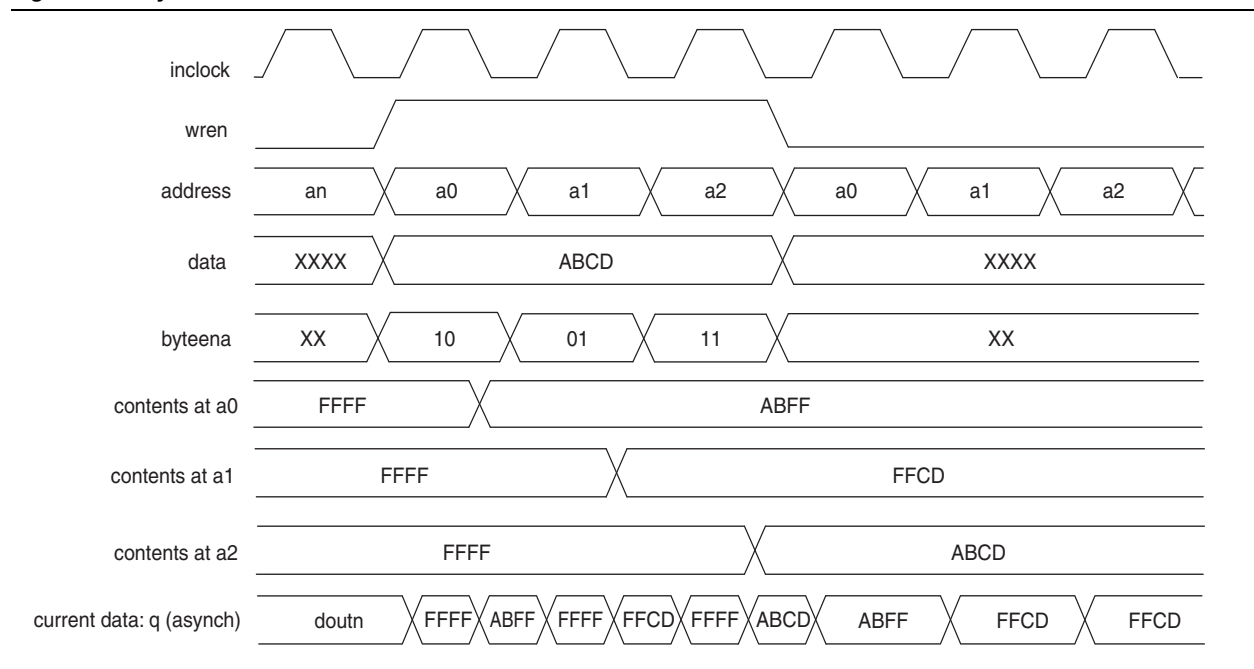 inclock
wren
address an a0 a1 a2 a0 a1 a2
data XXXX ABCD XXXX
byteena XX 10 01 11 XX
contents at a0 FFFF ABFF
contents at a1 FFFF FFCD
contents at a2 FFFF ABCD
current data: q (asynch) doutn FFFF ABFF FFFF FFCD FFFF ABCD ABFF FFCD FFCD